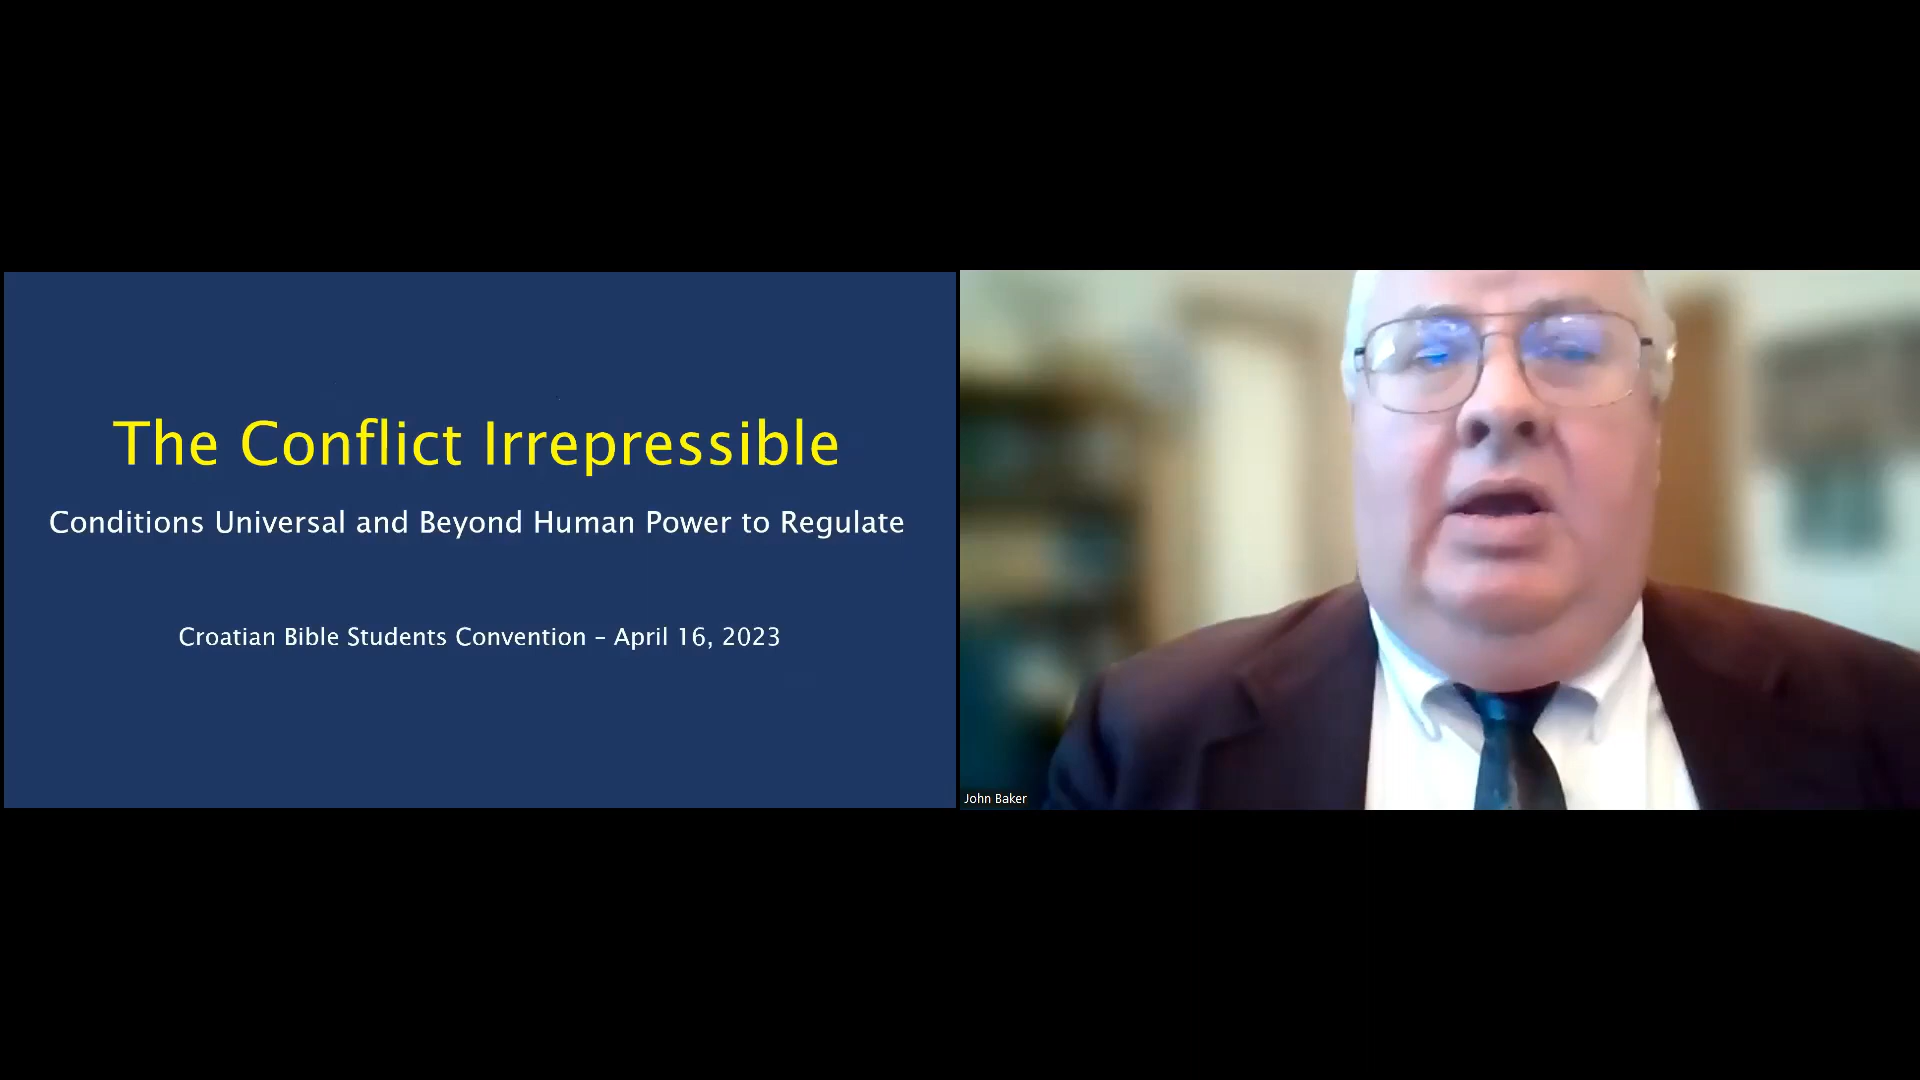 The Conflict Irrepressible
Conditions Universal and Beyond Human Power to Regulate
Croatian Bible Students Convention – April 16, 2023
John Baker